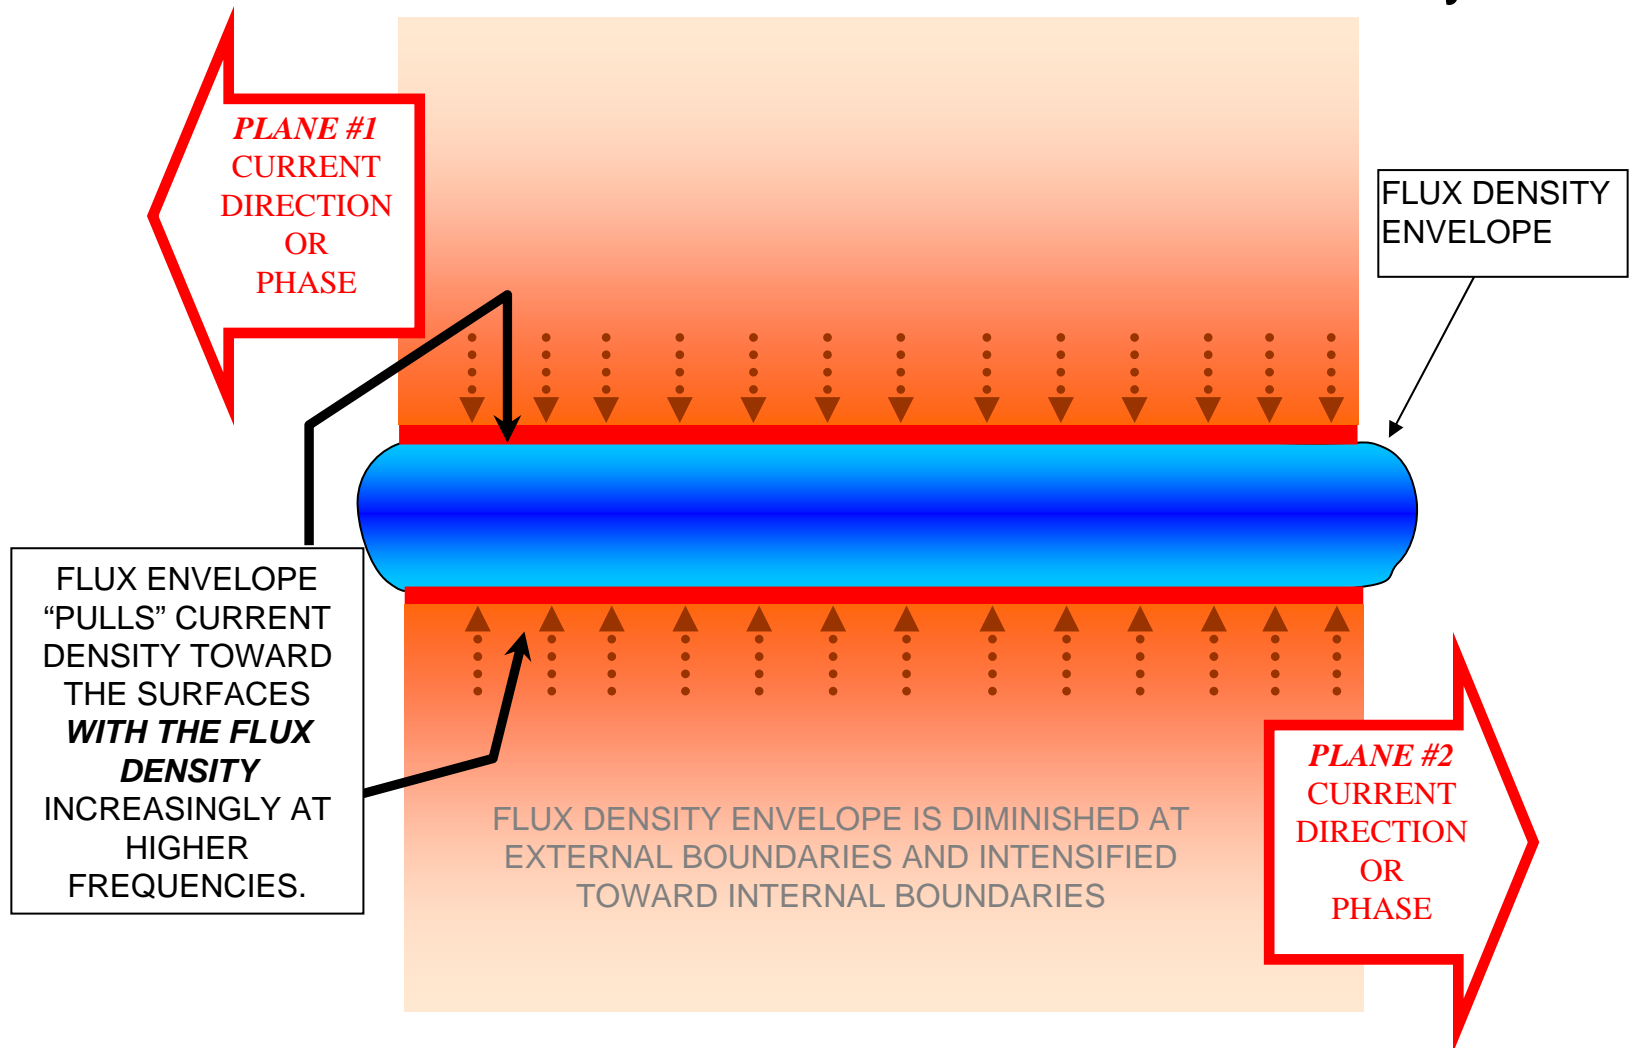 PLANE #1
CURRENT
DIRECTION
OR
PHASE
FLUX DENSITY
ENVELOPE
FLUX ENVELOPE
“PULLS” CURRENT
DENSITY TOWARD
THE SURFACES
WITH THE FLUX
DENSITY
INCREASINGLY AT
HIGHER
FREQUENCIES.
FLUX DENSITY ENVELOPE IS DIMINISHED AT
EXTERNAL BOUNDARIES AND INTENSIFIED
TOWARD INTERNAL BOUNDARIES
PLANE #2
CURRENT
DIRECTION
OR
PHASE